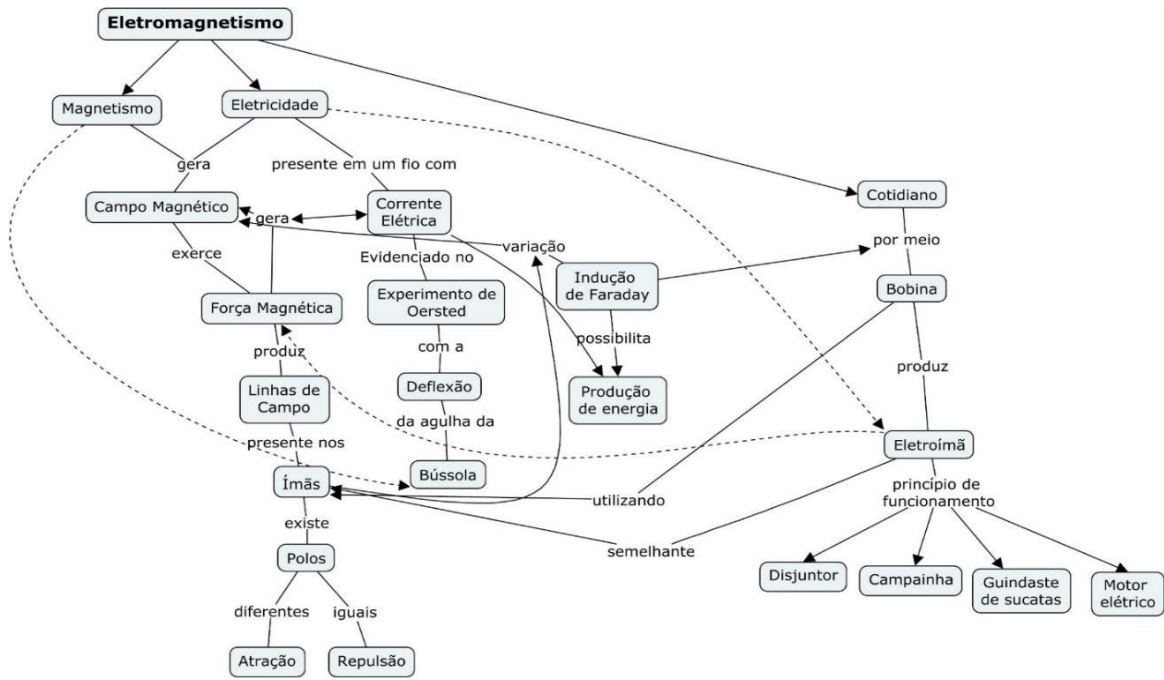 Eletromagnetismo
Magnetismo
Eletricidade
gera
presente em um fio com
Cotidiano
Campo Magnético
gera
Corrente
Elétrica
por meio
exerce
Evidenciado no
variação
Indução
de Faraday
Bobina
Força Magnética
Experimento de
Oersted
produz
com a
possibilita
produz
Linhas de
Campo
Deflexão
Produção
de energia
da agulha da
presente nos
Eletroímã
Ímãs
Bússola
utilizando
princípio de
funcionamento
existe
semelhante
Polos
Disjuntor
Campainha
Guindaste
de sucatas
Motor
elétrico
diferentes
iguais
Atração
Repulsão